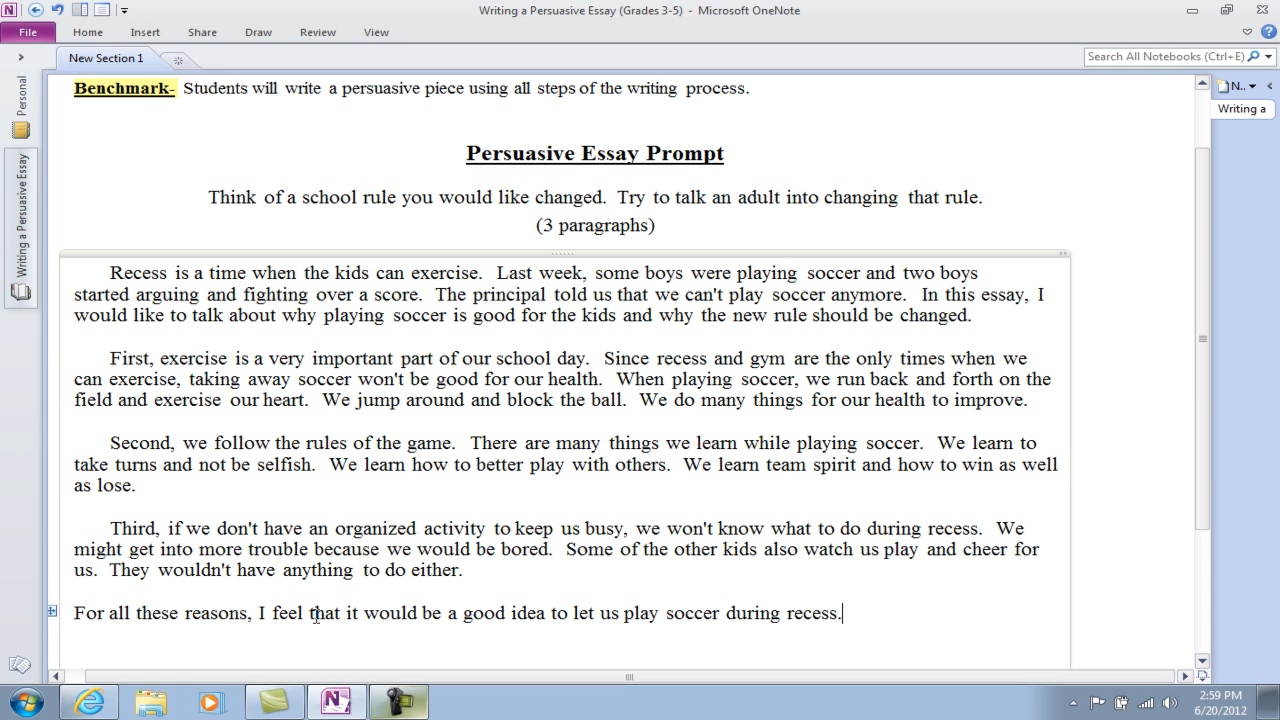 Writing a Persuasive Essay (Grades 3-5) - Microsoft OneNote
File Home Insert Share Draw Review View
New Section 1
Search All Notebooks (Ctrl+E)
N..
Writing a
Personal
Writing a Persuasive Essay
Benchmark- Students will write a persuasive piece using all steps of the writing process.
Persuasive Essay Prompt
Think of a school rule you would like changed. Try to talk an adult into changing that rule.
(3 paragraphs)
Recess is a time when the kids can exercise. Last week, some boys were playing soccer and two boys
started arguing and fighting over a score. The principal told us that we can't play soccer anymore. In this essay, I
would like to talk about why playing soccer is good for the kids and why the new rule should be changed.
First, exercise is a very important part of our school day. Since recess and gym are the only times when we
can exercise, taking away soccer won't be good for our health. When playing soccer, we run back and forth on the
field and exercise our heart. We jump around and block the ball. We do many things for our health to improve.
Second, we follow the rules of the game. There are many things we learn while playing soccer. We learn to
take turns and not be selfish. We learn how to better play with others. We learn team spirit and how to win as well
as lose.
Third, if we don't have an organized activity to keep us busy, we won't know what to do during recess. We
might get into more trouble because we would be bored. Some of the other kids also watch us play and cheer for
us. They wouldn't have anything to do either.
For all these reasons, I feel that it would be a good idea to let us play soccer during recess.
2:59 PM
6/20/2012